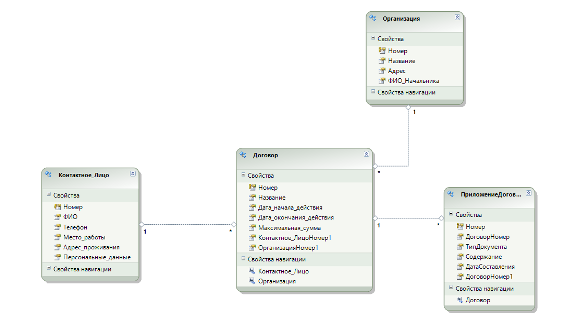 Организация
Свойства
Номер
Название
Адрес
ФИО_Начальника
Свойства навигации
1
Договор
Свойства
Номер
Название
Дата_начала_действия
Дата_окончания_действия
Максимальная_сумма
Контактное_ЛицоНомер1
ОрганизацияНомер1
Свойства навигации
Контактное_Лицо
Организация
*
1
*
Контактное_Лицо
Свойства
Номер
ФИО
Телефон
Место_работы
Адрес_проживания
Персональные_данные
Свойства навигации
1
*
ПриложениеДогов...
Свойства
Номер
ДоговорНомер
ТипДокумента
Содержание
ДатаСоставления
ДоговорНомер1
Свойства навигации
Договор